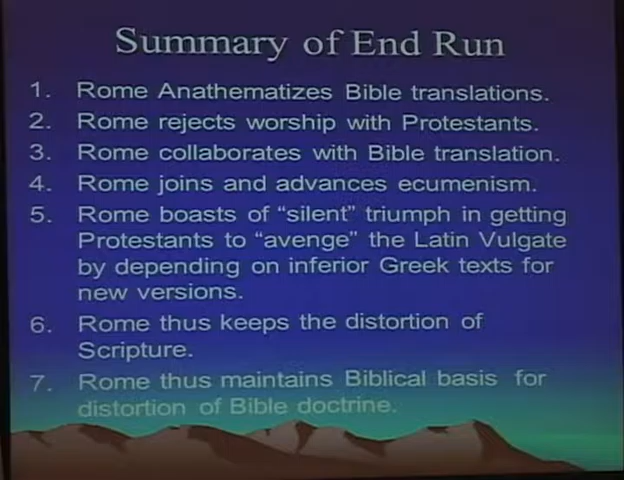 Summary of End Run
1. Rome Anathematizes Bible translations.
2. Rome rejects worship with Protestants.
3. Rome collaborates with Bible translation.
4. Rome joins and advances ecumenism.
5. Rome boasts of “silent” triumph in getting
Protestants to “avenge” the Latin Vulgate
by depending on inferior Greek texts for
new versions.
6. Rome thus keeps the distortion of
Scripture.
7. Rome thus maintains Biblical basis for
distortion of Bible doctrine.